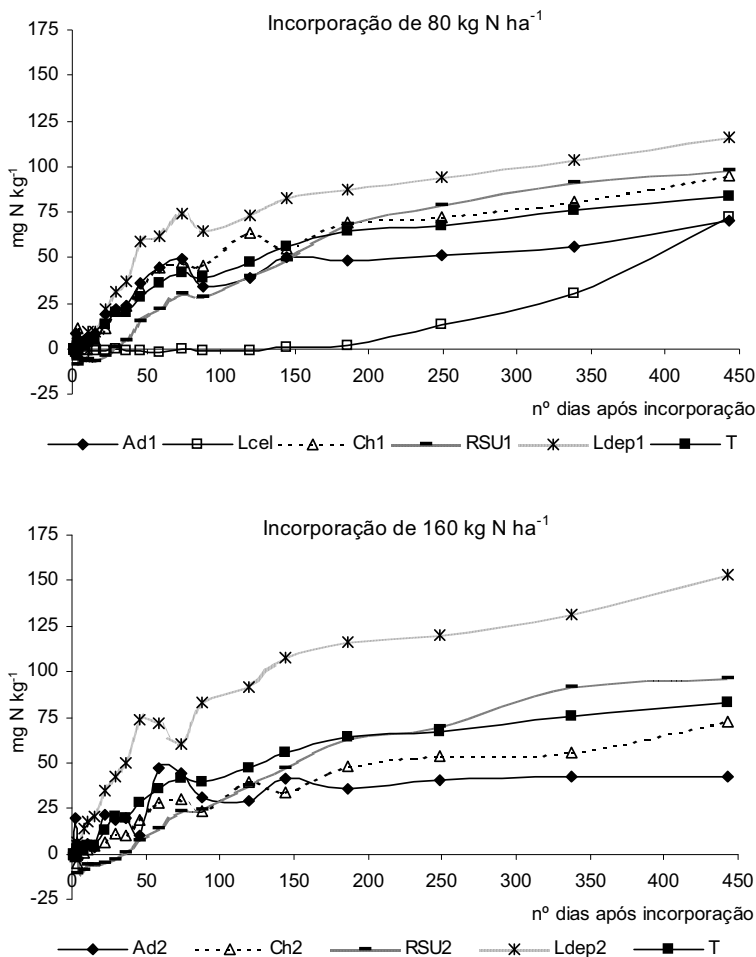 Incorporação de 80 kg N ha⁻¹
175
150
125
100
75
50
25
0
-25
mg N kg⁻¹
0 50 100 150 200 250 300 350 400 450
nº dias após incorporação
Ad1 Lcel Ch1 RSU1 Ldep1 T
Incorporação de 160 kg N ha⁻¹
175
150
125
100
75
50
25
0
-25
mg N kg⁻¹
0 50 100 150 200 250 300 350 400 450
nº dias após incorporação
Ad2 Ch2 RSU2 Ldep2 T